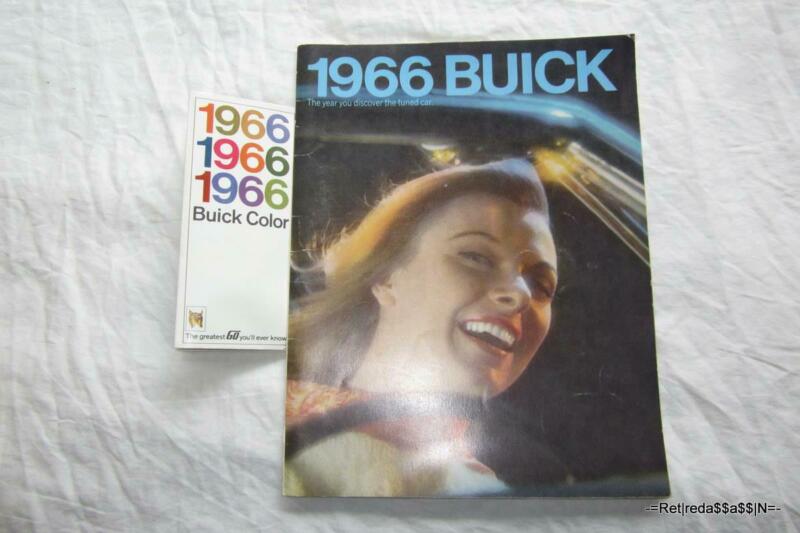 1966 BUICK
The year you discover the tuned car.
1966
1966
1966
Buick Color
The greatest GO you'll ever know
-=Ret|reda$$a$$|N=-